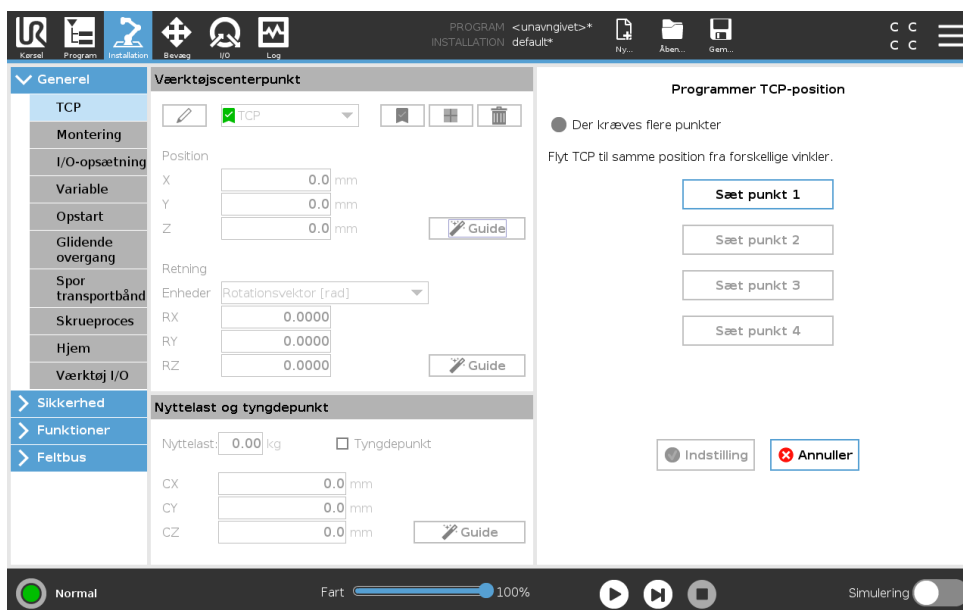 UR
PROGRAM <unavngivet>*
INSTALLATION default*
C C
C C
Kørsel Program Installation Bevæg I/O Log Ny... Åben... Gem...
Generel
TCP
Montering
I/O-opsætning
Variable
Opstart
Glidende
overgang
Spor
transportbånd
Skrueproces
Hjem
Værktøj I/O
Sikkerhed
Funktioner
Feltbus
Værktøjscenterpunkt
TCP
Position
X 0.0 mm
Y 0.0 mm
Z 0.0 mm Guide
Retning
Enheder Rotationsvektor [rad]
RX 0.0000
RY 0.0000
RZ 0.0000 Guide
Nyttelast og tyngdepunkt
Nyttelast: 0.00 kg Tyngdepunkt
CX 0.0 mm
CY 0.0 mm
CZ 0.0 mm Guide
Programmer TCP-position
Der kræves flere punkter
Flyt TCP til samme position fra forskellige vinkler.
Sæt punkt 1
Sæt punkt 2
Sæt punkt 3
Sæt punkt 4
Indstilling Annuller
Normal Fart 100% Simulering